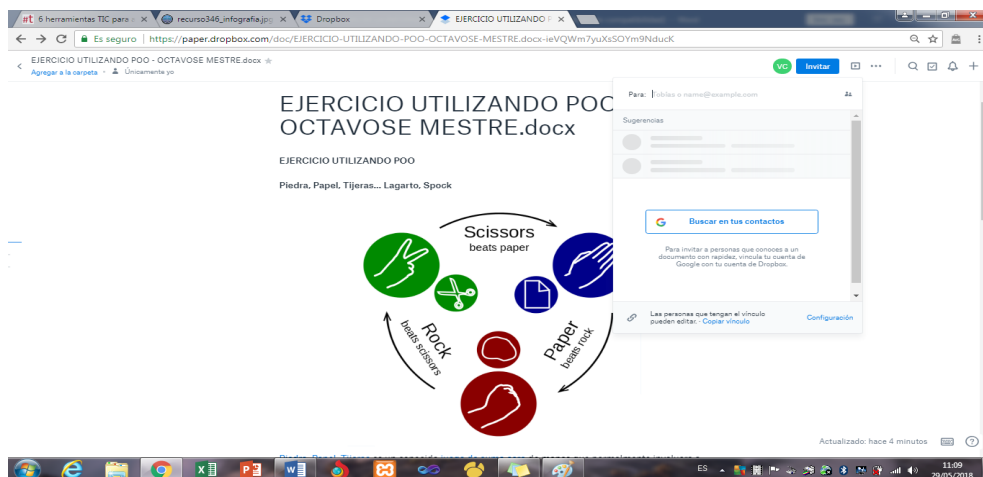 6 herramientas TIC para
recurso346_infografia.jpg
Dropbox
EJERCICIO UTILIZANDO P
Es seguro | https://paper.dropbox.com/doc/EJERCICIO-UTILIZANDO-POO-OCTAVOSE-MESTRE.docx-ieVQWm7yuXsSOYm9NducK
EJERCICIO UTILIZANDO POO - OCTAVOSE MESTRE.docx
Agregar a la carpeta · Únicamente yo
VG
Invitar
EJERCICIO UTILIZANDO POO
OCTAVOSE MESTRE.docx
EJERCICIO UTILIZANDO POO
Piedra, Papel, Tijeras... Lagarto, Spock
Scissors
beats paper
Paper
beats rock
Rock
beats scissors
Para: Tobías o name@example.com
Sugerencias
Buscar en tus contactos
Para invitar a personas que conoces a un
documento con rapidez, vincula tu cuenta de
Google con tu cuenta de Dropbox.
Las personas que tengan el vínculo
pueden editar. · Copiar vínculo
Configuración
Actualizado: hace 4 minutos
ES
11:09
29/05/2018